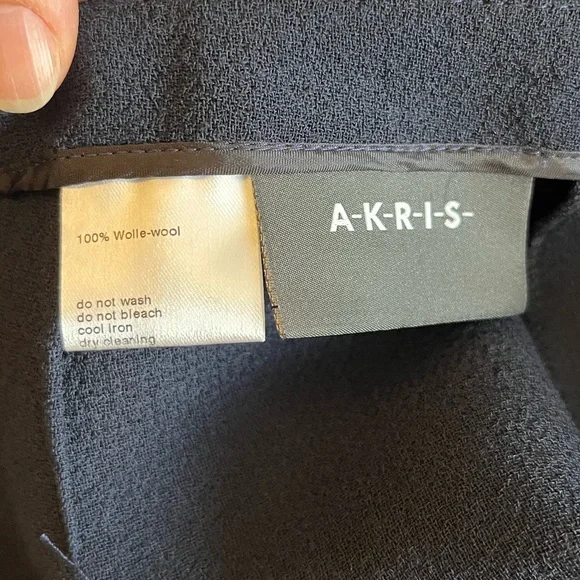 100% Wolle-wool
do not wash
do not bleach
cool iron
dry cleaning
A-K-R-I-S-